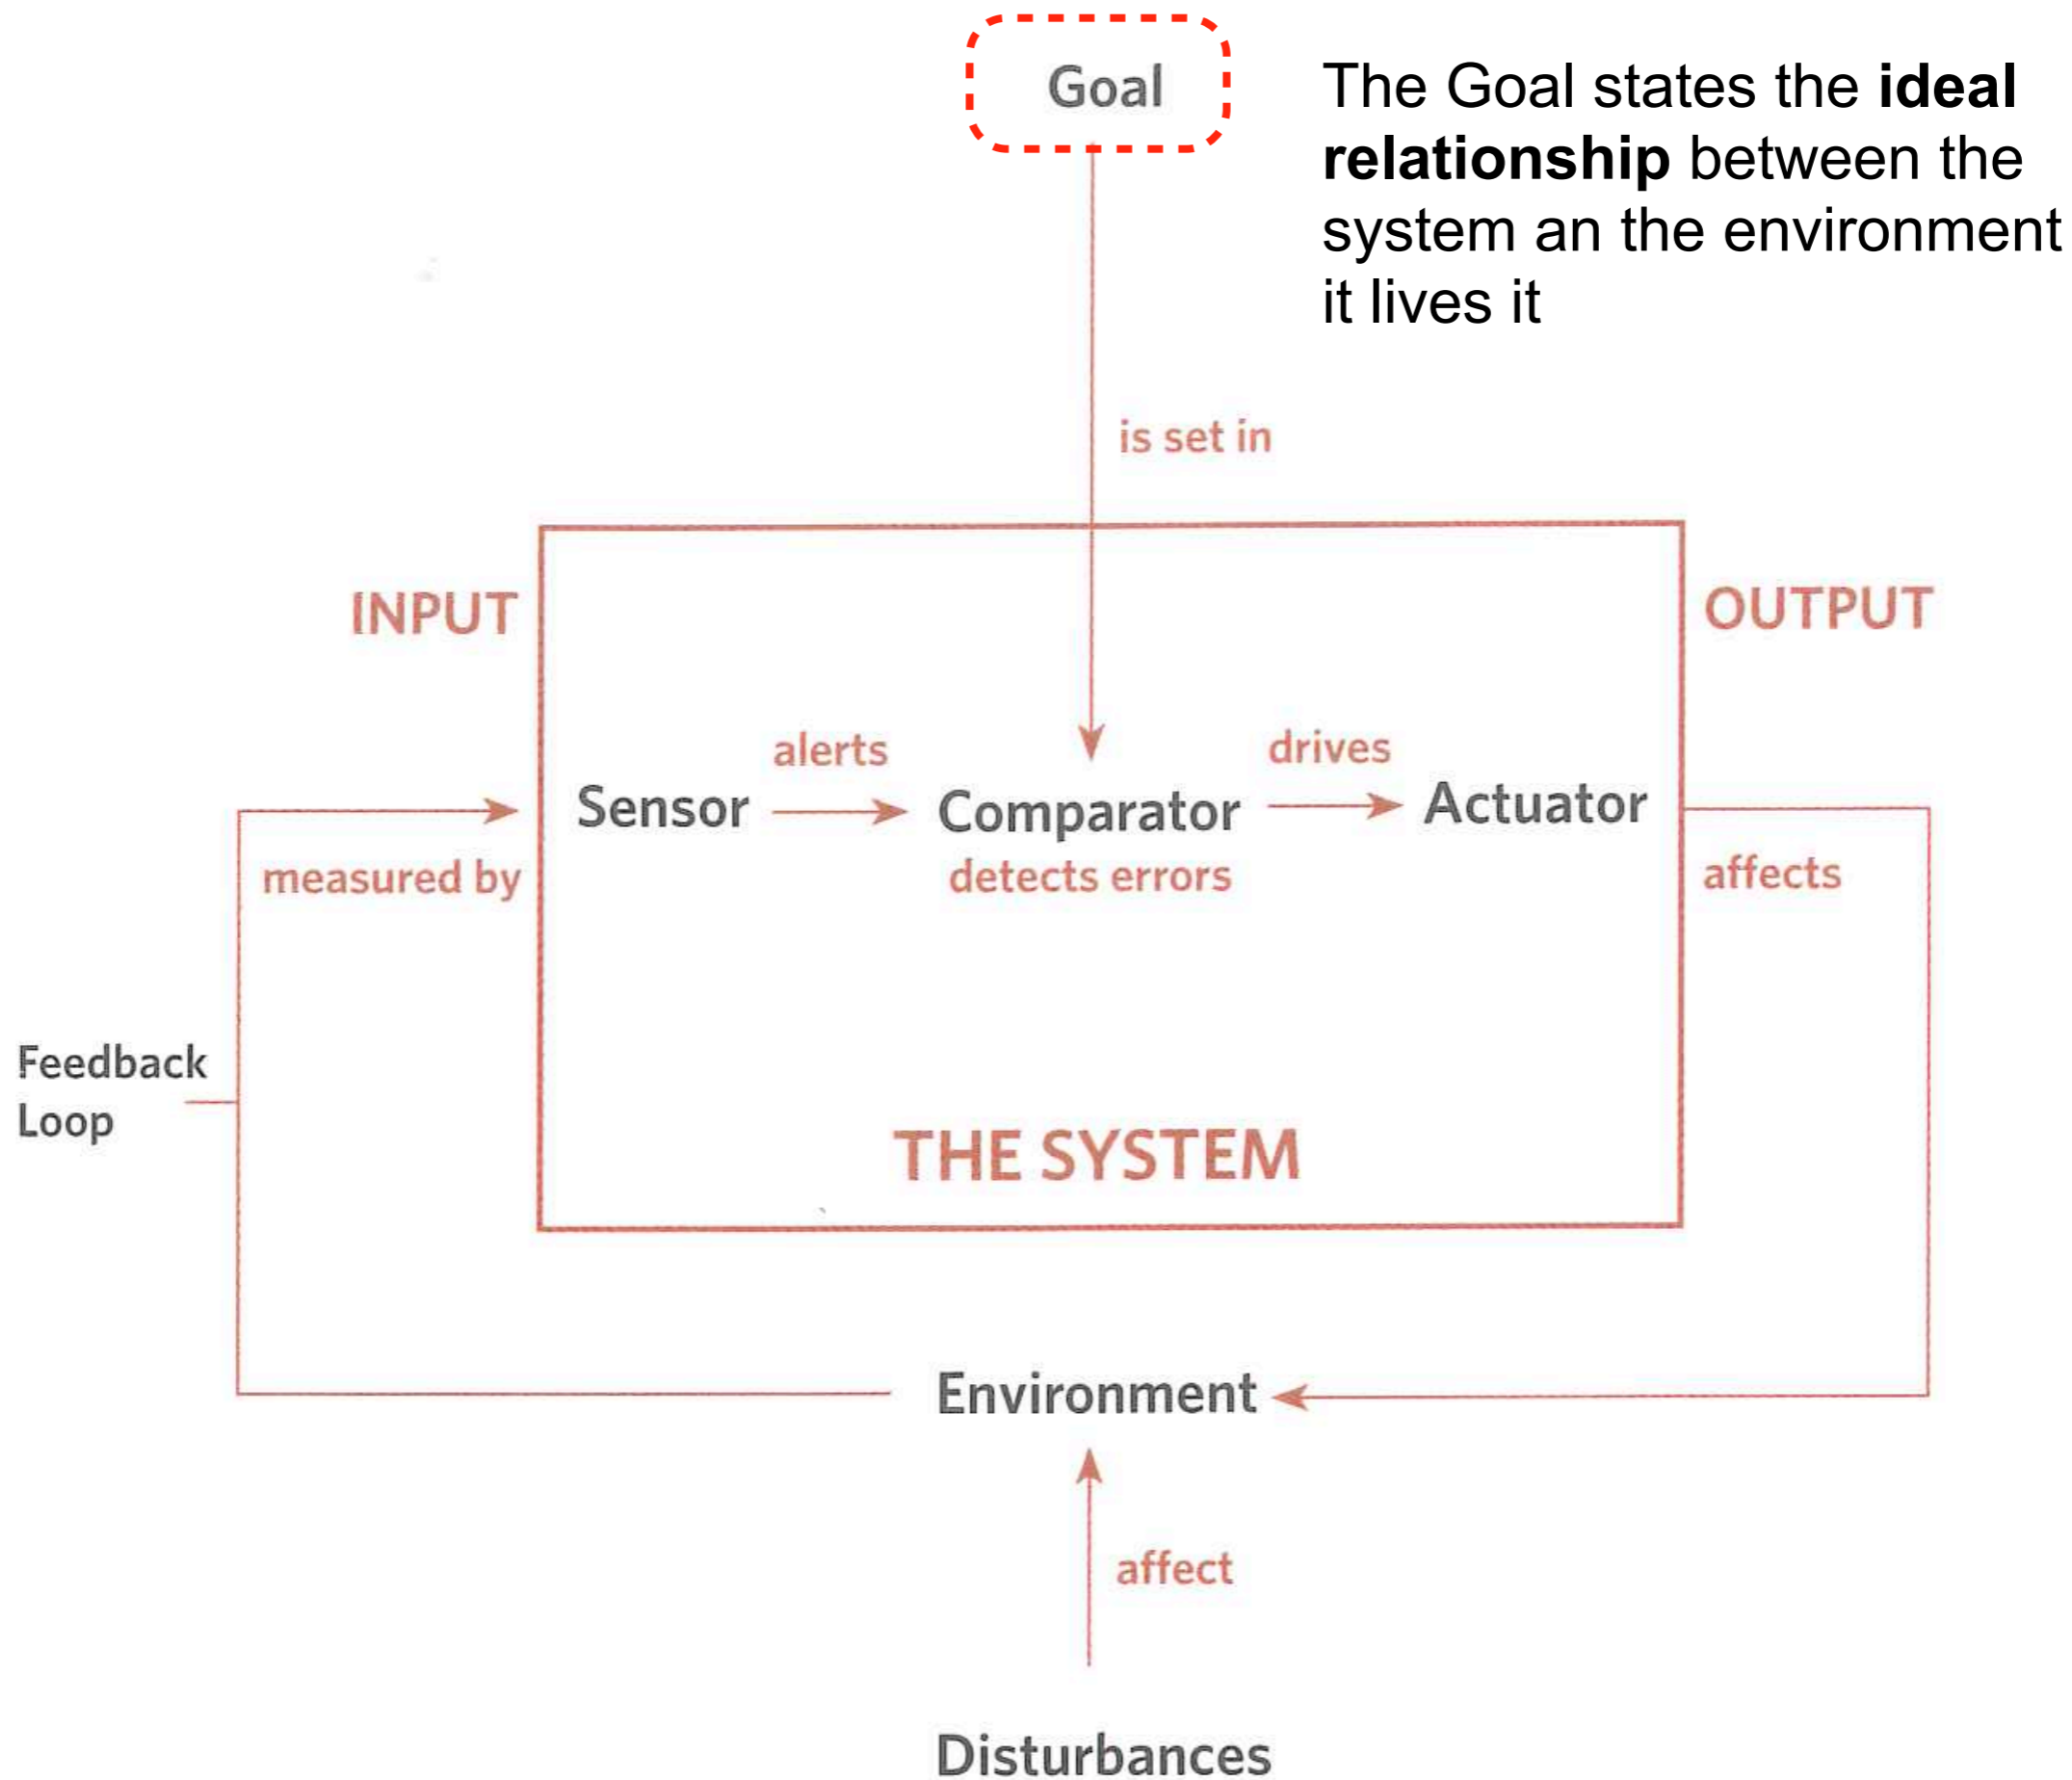 Goal
The Goal states the ideal
relationship between the
system an the environment
it lives it
is set in
INPUT
OUTPUT
alerts
drives
Sensor
Comparator
Actuator
measured by
detects errors
affects
Feedback
Loop
THE SYSTEM
Environment
affect
Disturbances